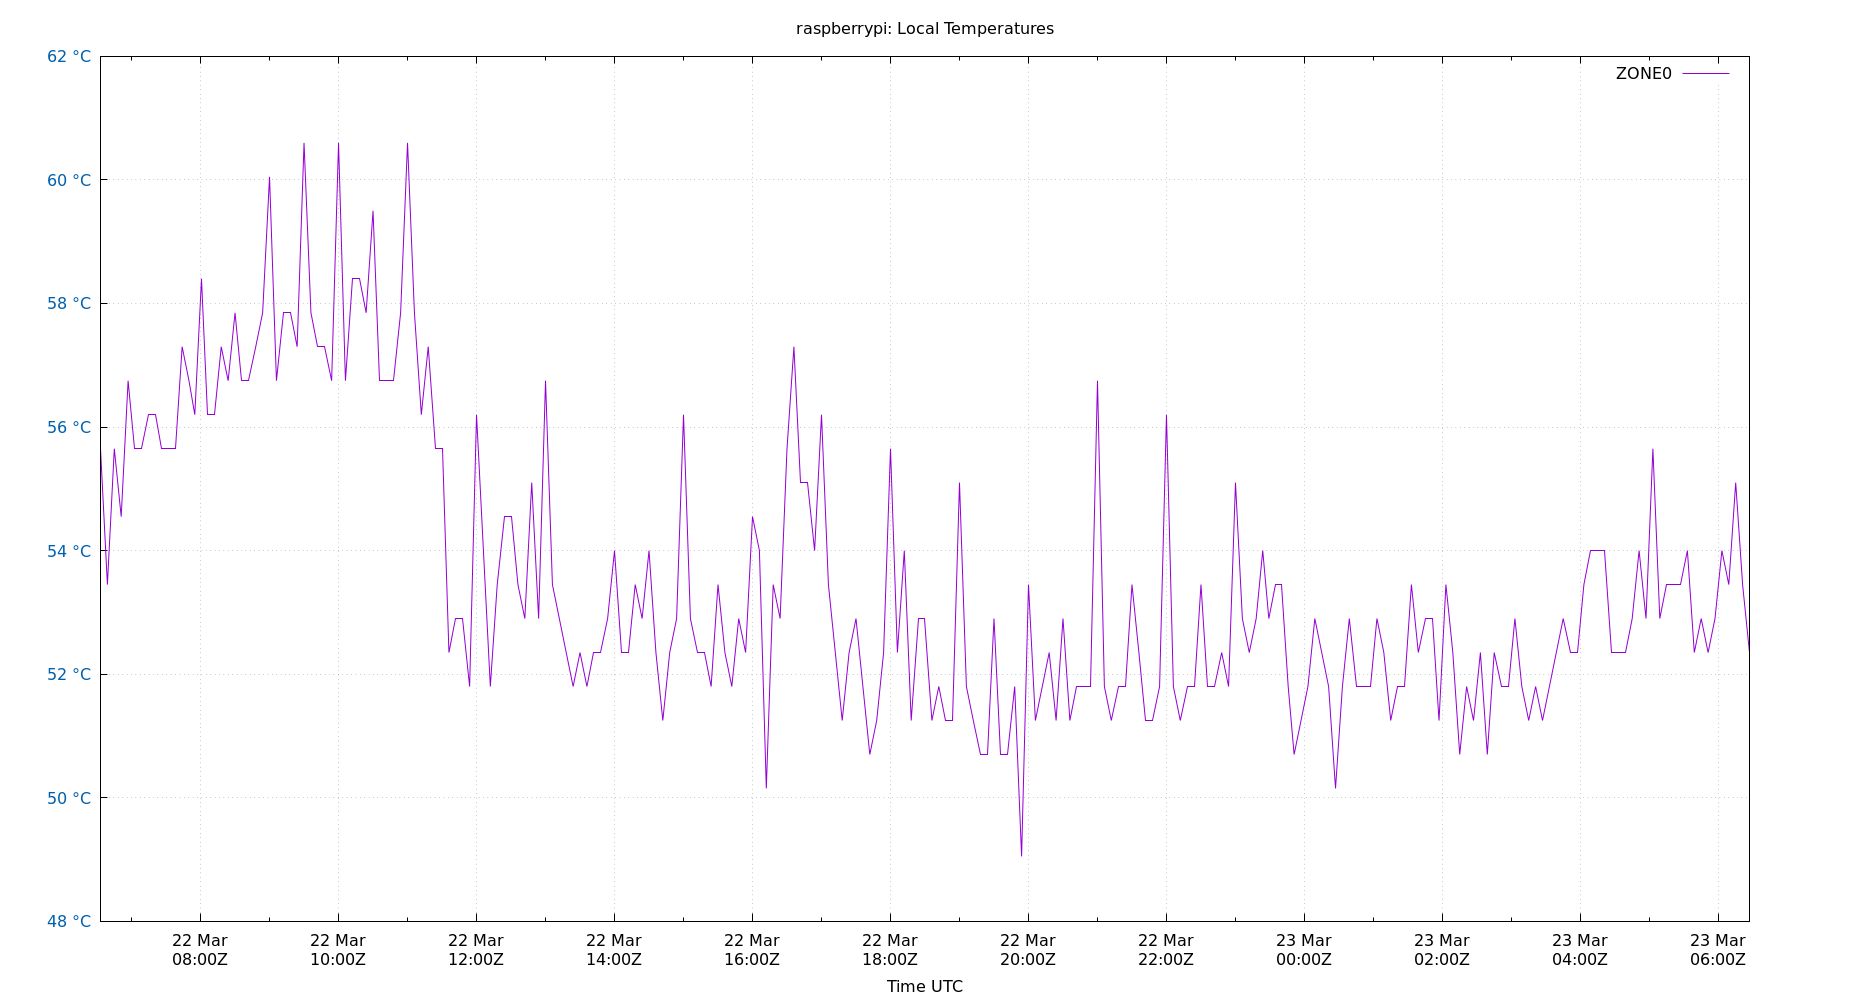 raspberrypi: Local Temperatures
62 °C
ZONE0
60 °C
58 °C
56 °C
54 °C
52 °C
50 °C
48 °C
22 Mar 22 Mar 22 Mar 22 Mar 22 Mar 22 Mar 22 Mar 22 Mar 23 Mar 23 Mar 23 Mar 23 Mar
08:00Z 10:00Z 12:00Z 14:00Z 16:00Z 18:00Z 20:00Z 22:00Z 00:00Z 02:00Z 04:00Z 06:00Z
Time UTC